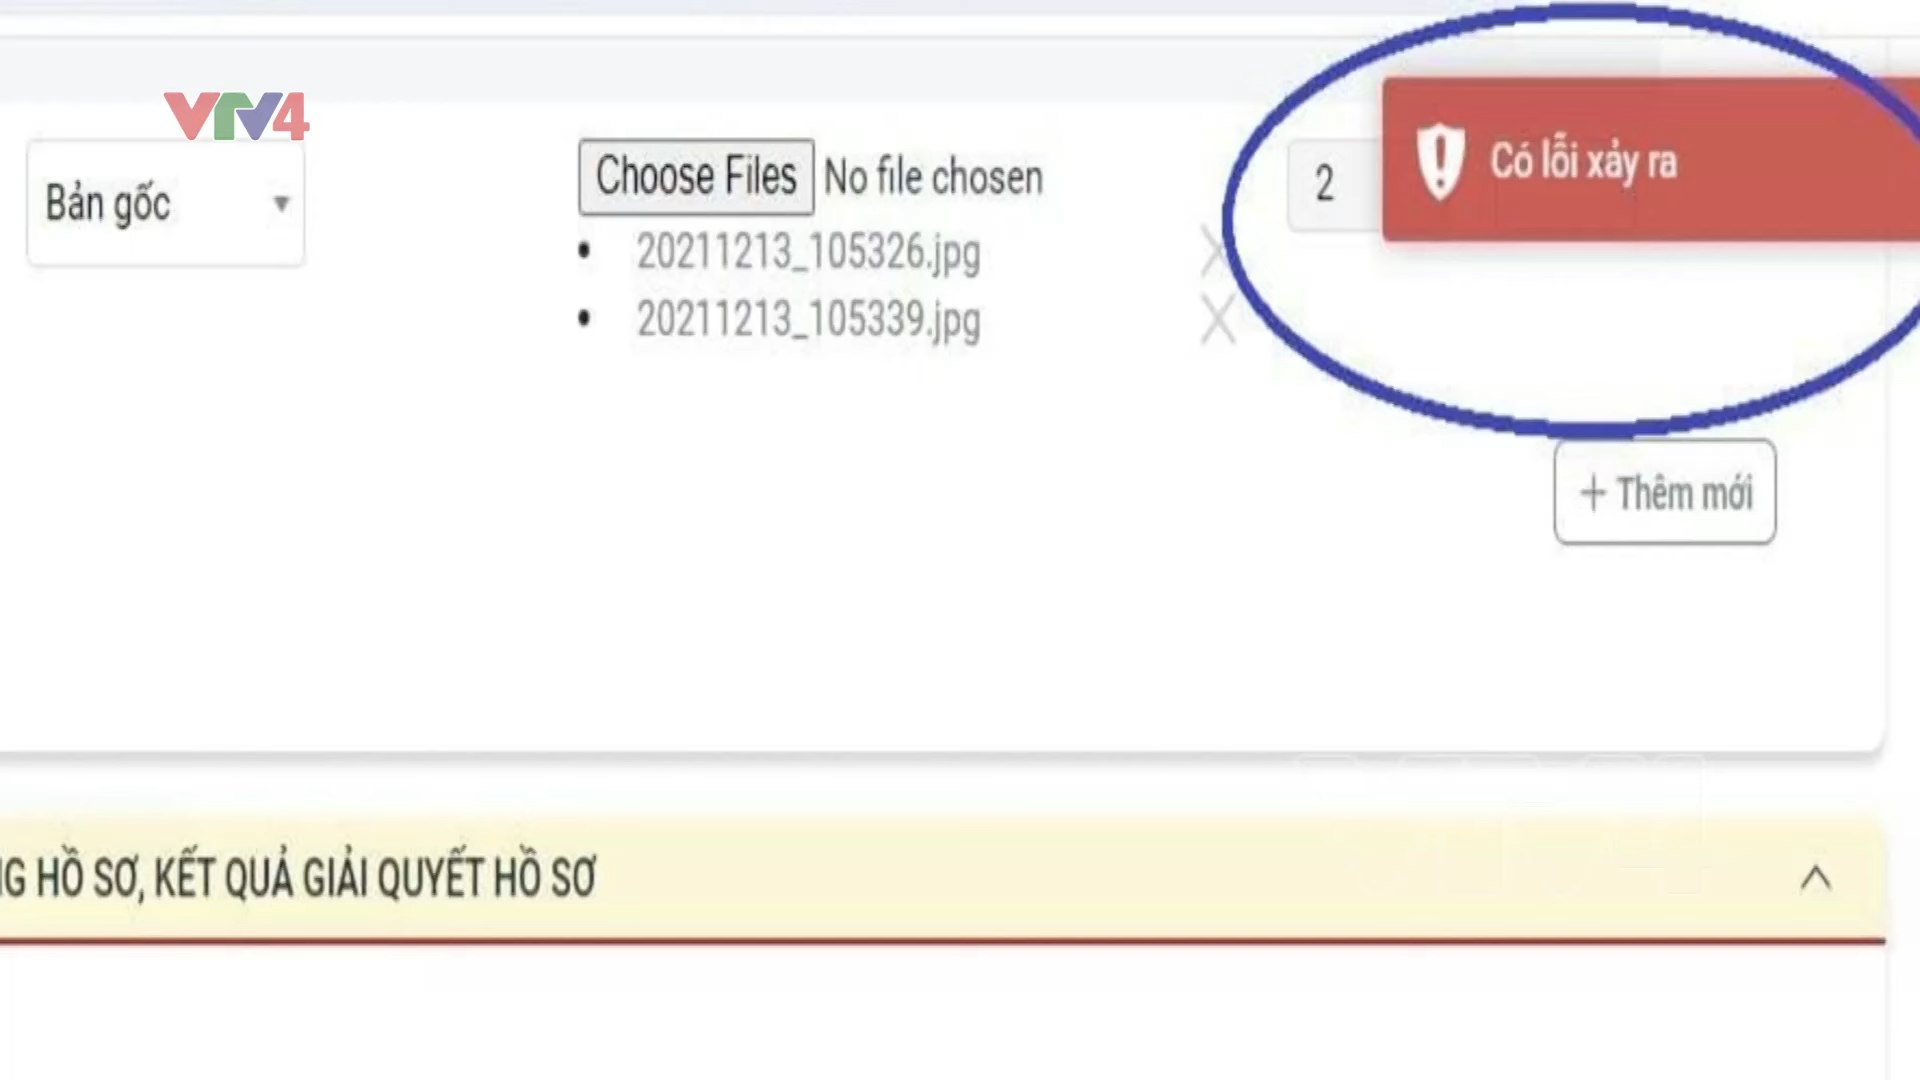 VTV4
Bản gốc
Choose Files No file chosen
20211213_105326.jpg
20211213_105339.jpg
2
Có lỗi xảy ra
+ Thêm mới
G HỒ SƠ, KẾT QUẢ GIẢI QUYẾT HỒ SƠ